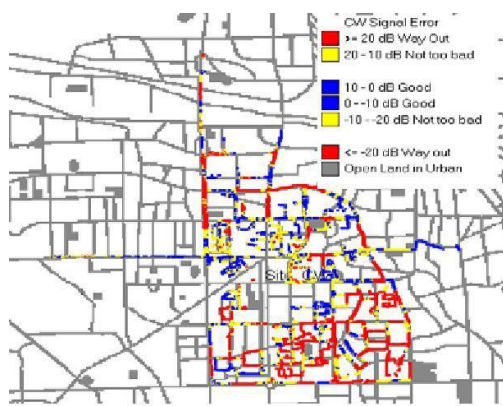 CW Signal Error
>= 20 dB Way Out
20 - 10 dB Not too bad
10 - 0 dB Good
0 - -10 dB Good
-10 - -20 dB Not too bad
<= -20 dB Way out
Open Land in Urban
Site